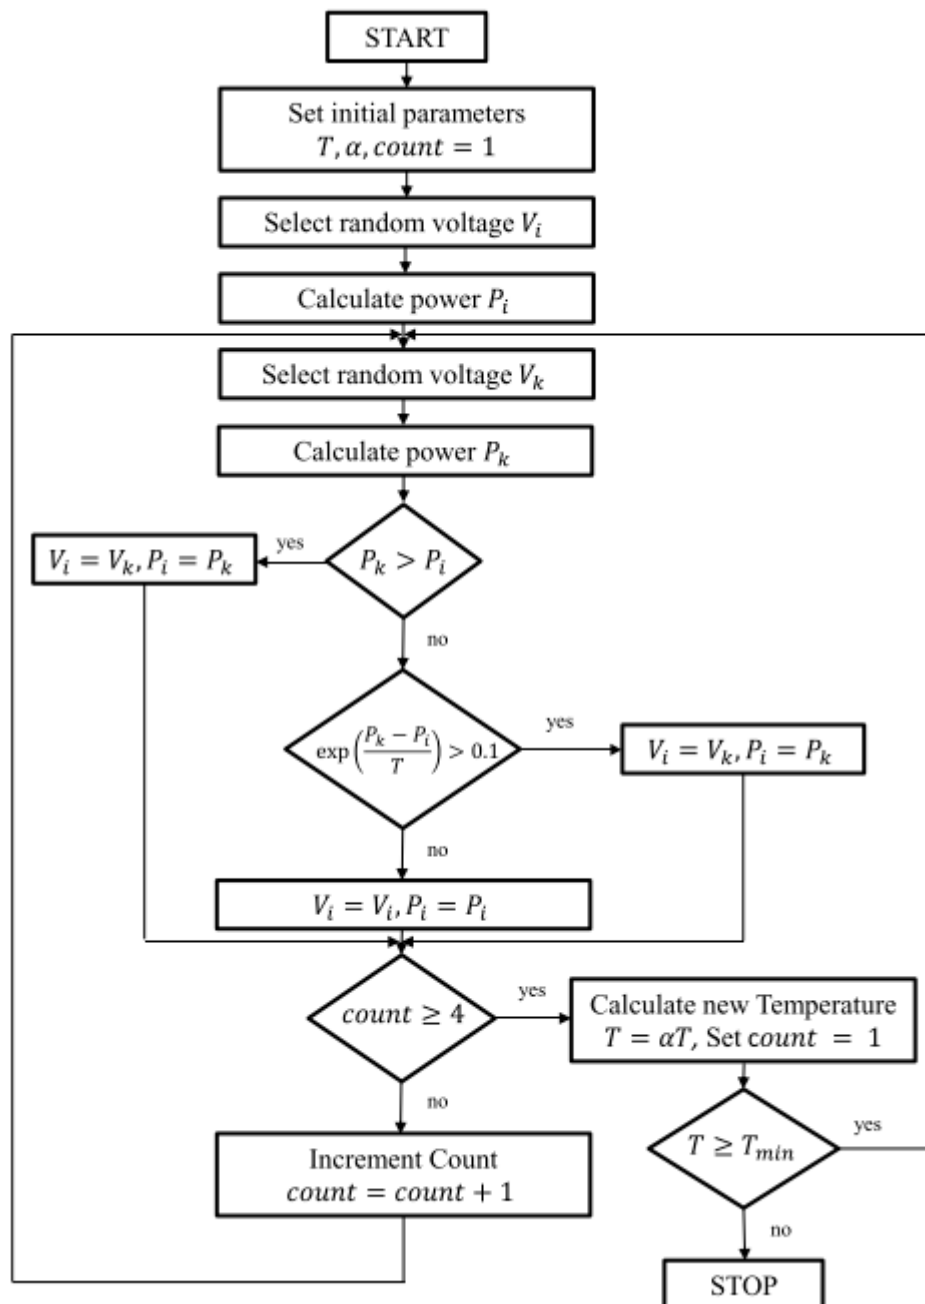 START
Set initial parameters
T, α, count = 1
Select random voltage V_i
Calculate power P_i
Select random voltage V_k
Calculate power P_k
yes
V_i = V_k, P_i = P_k
P_k > P_i
no
exp((P_k − P_i)/T) > 0.1
yes
V_i = V_k, P_i = P_k
no
V_i = V_i, P_i = P_i
count ≥ 4
yes
Calculate new Temperature
T = αT, Set count = 1
no
T ≥ T_min
yes
Increment Count
count = count + 1
no
STOP